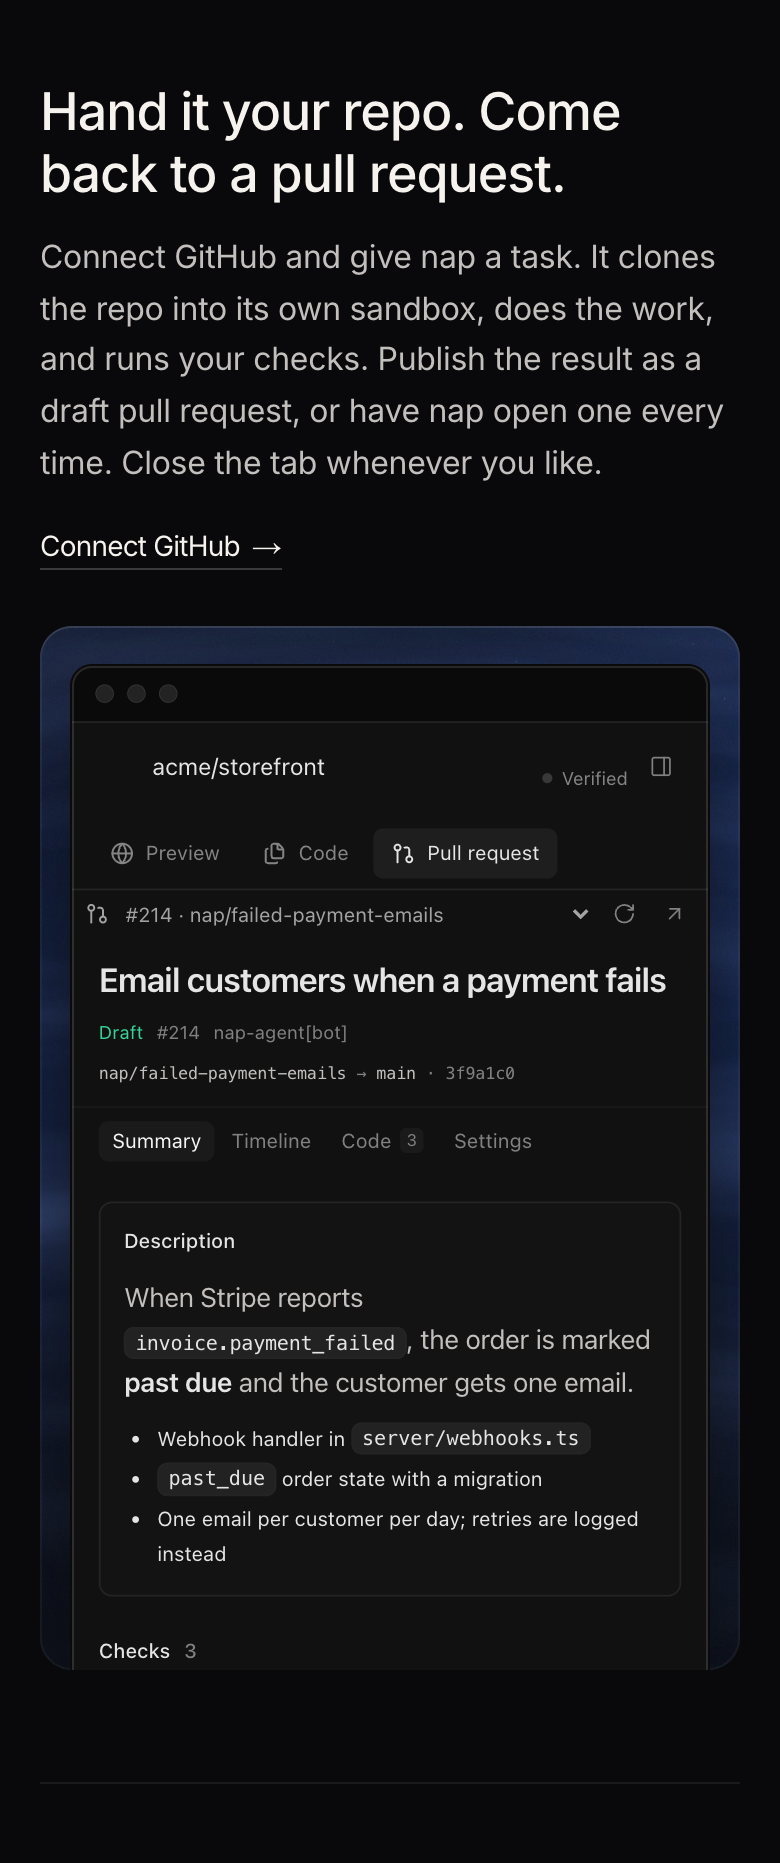 Hand it your repo. Come
back to a pull request.
Connect GitHub and give nap a task. It clones
the repo into its own sandbox, does the work,
and runs your checks. Publish the result as a
draft pull request, or have nap open one every
time. Close the tab whenever you like.
Connect GitHub →
acme/storefront
Verified
Preview Code Pull request
#214 · nap/failed-payment-emails
Email customers when a payment fails
Draft #214 nap-agent[bot]
nap/failed-payment-emails → main · 3f9a1c0
Summary Timeline Code 3 Settings
Description
When Stripe reports
invoice.payment_failed, the order is marked
past due and the customer gets one email.
• Webhook handler in server/webhooks.ts
• past_due order state with a migration
• One email per customer per day; retries are logged
instead
Checks 3